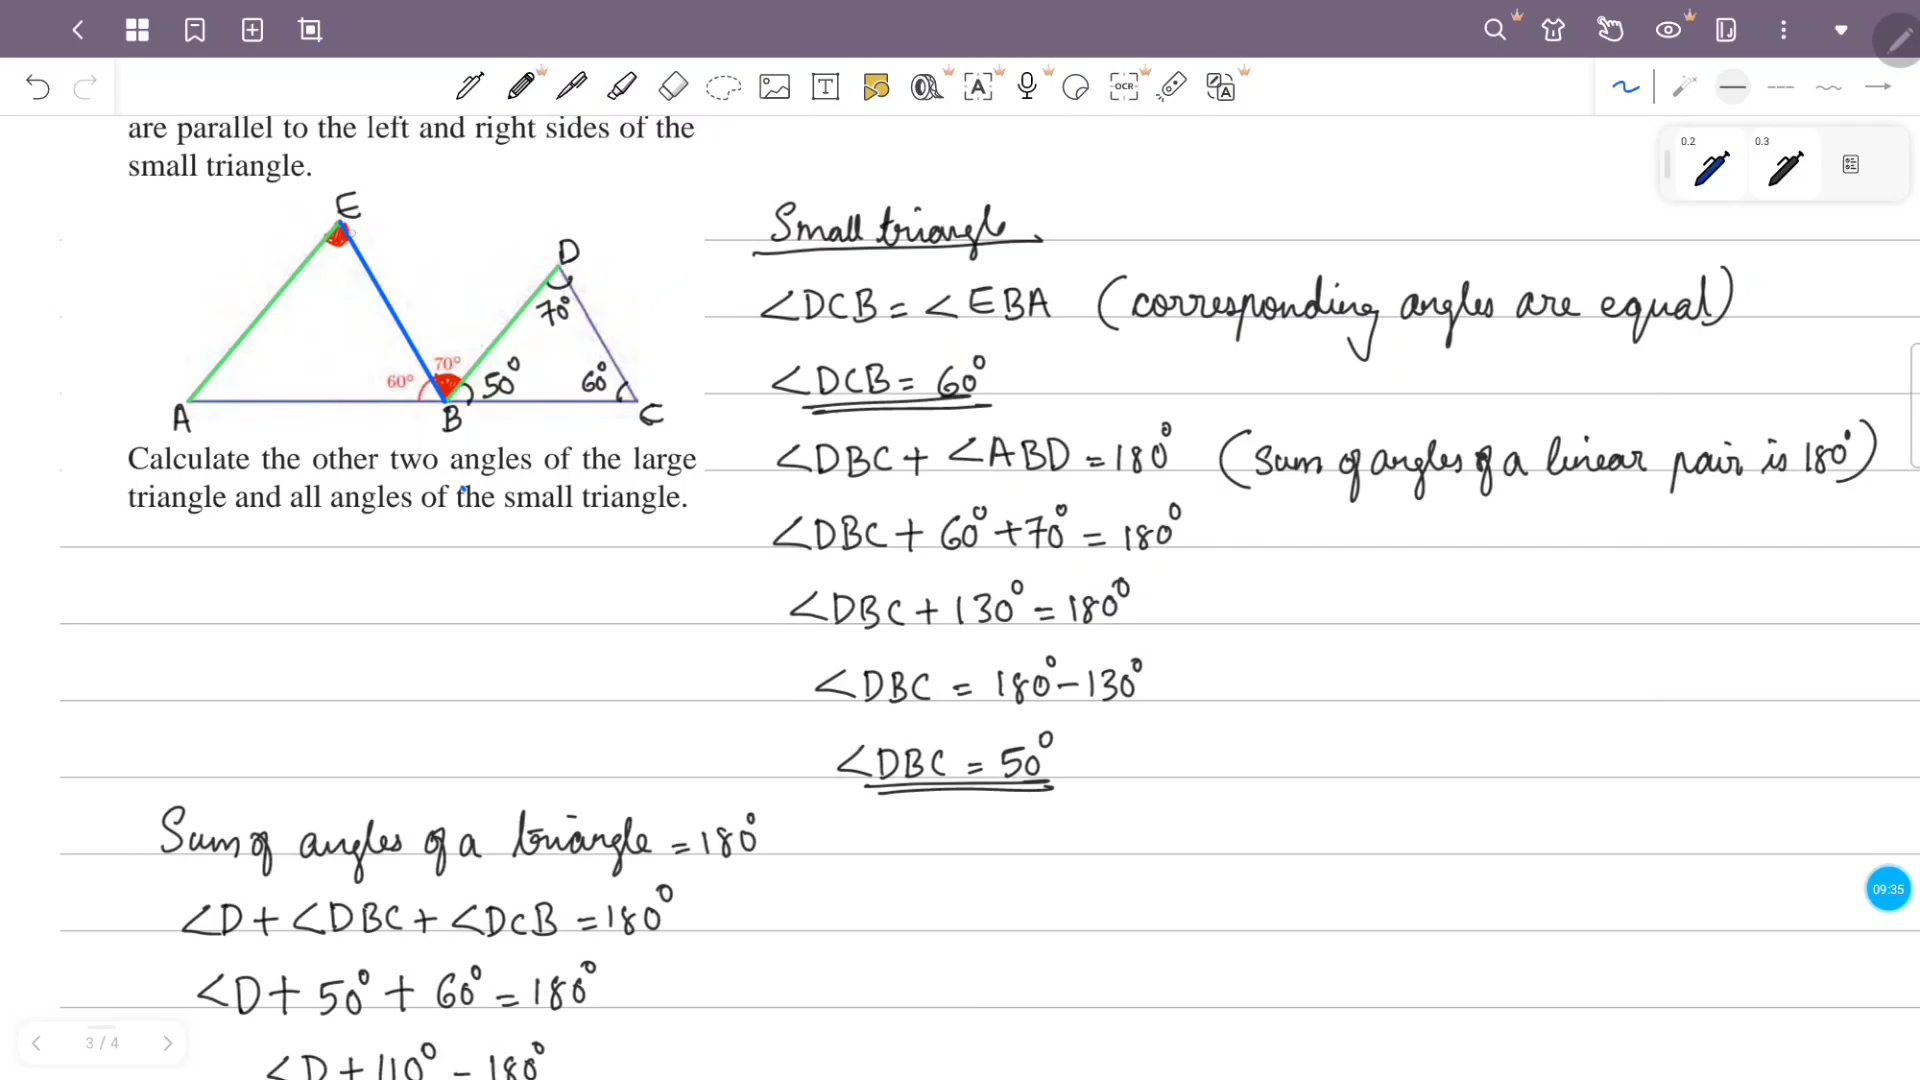 0.2 0.3
are parallel to the left and right sides of the
small triangle.
E
D
70°
60° 70° 50° 60°
A B C
Calculate the other two angles of the large
triangle and all angles of the small triangle.
Small triangle
∠DCB = ∠EBA (corresponding angles are equal)
∠DCB = 60°
∠DBC + ∠ABD = 180° (Sum of angles of a linear pair is 180°)
∠DBC + 60° + 70° = 180°
∠DBC + 130° = 180°
∠DBC = 180° - 130°
∠DBC = 50°
Sum of angles of a triangle = 180°
∠D + ∠DBC + ∠DCB = 180°
∠D + 50° + 60° = 180°
∠D + 110° = 180°
09:35
3 / 4
OCR